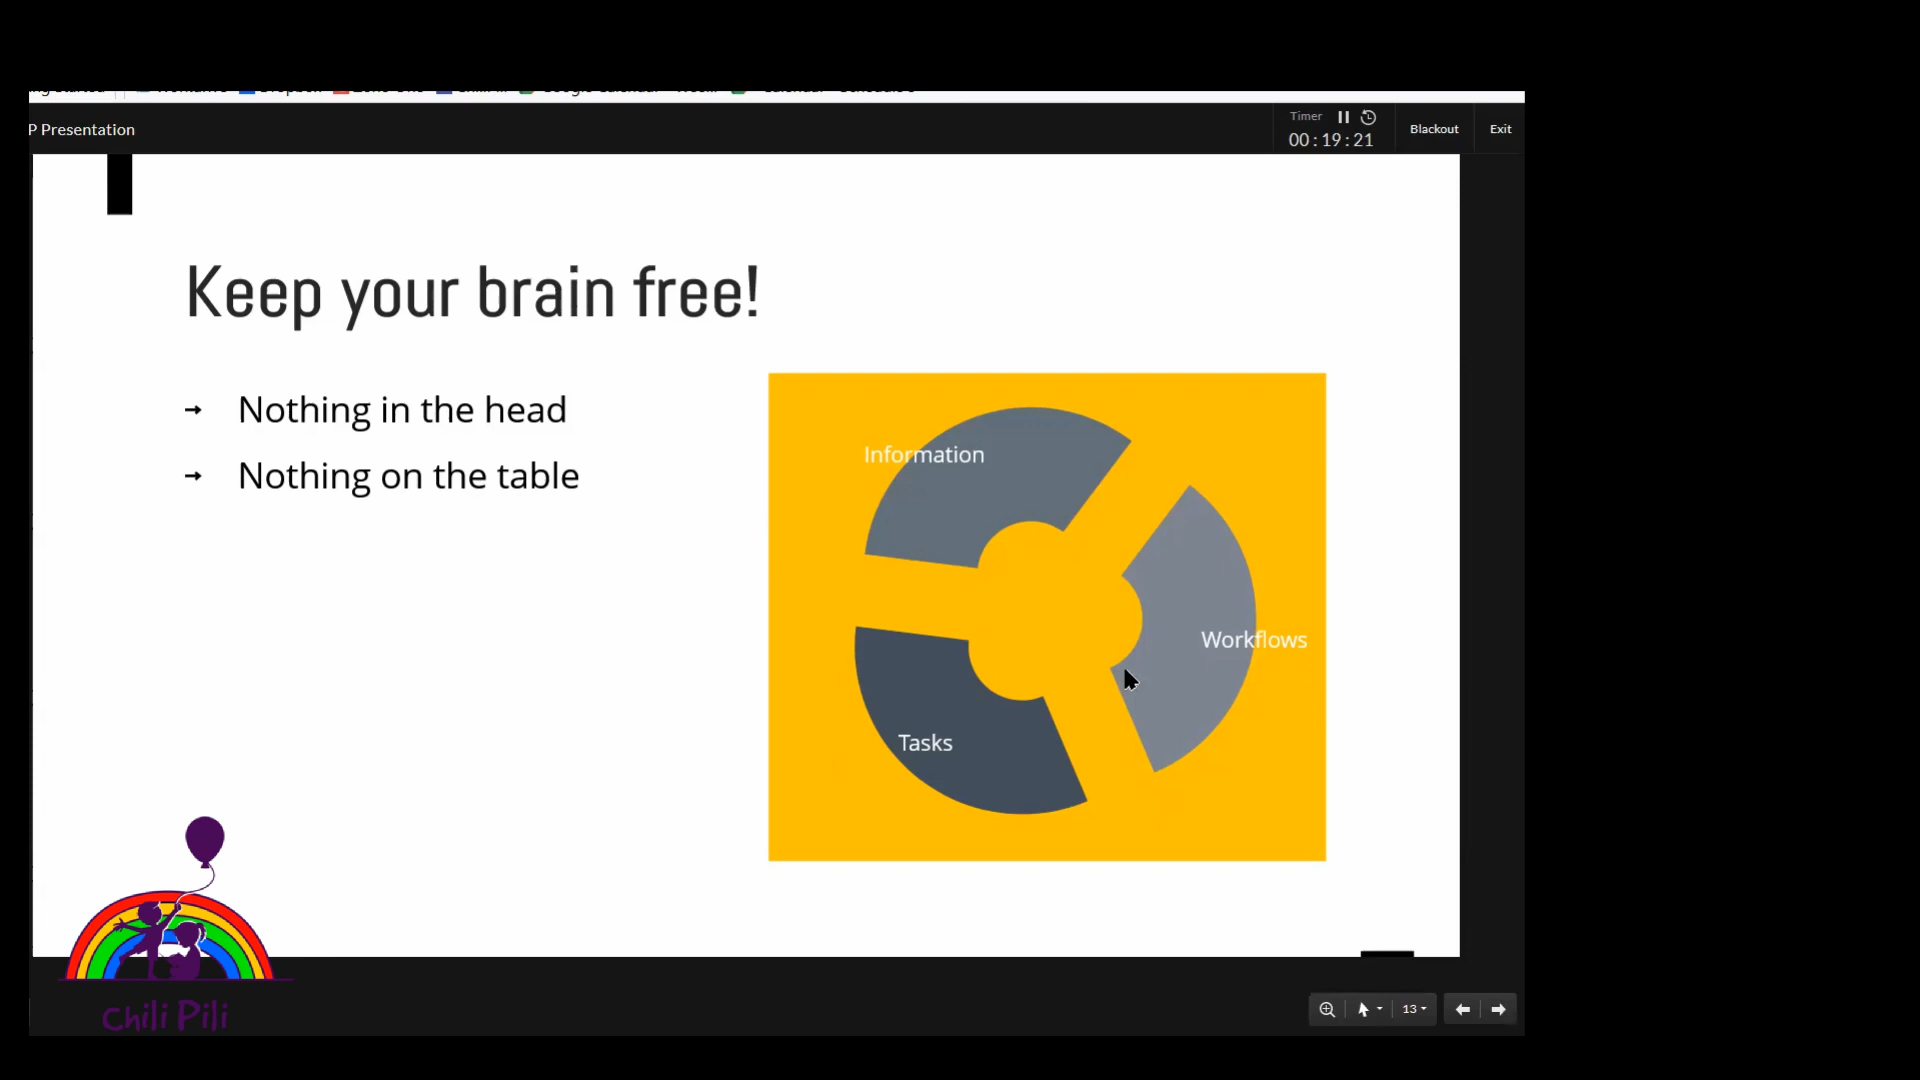 P Presentation
Timer
00:19:21
Blackout
Exit
Keep your brain free!
→ Nothing in the head
→ Nothing on the table
Information
Workflows
Tasks
Chili Pili
13